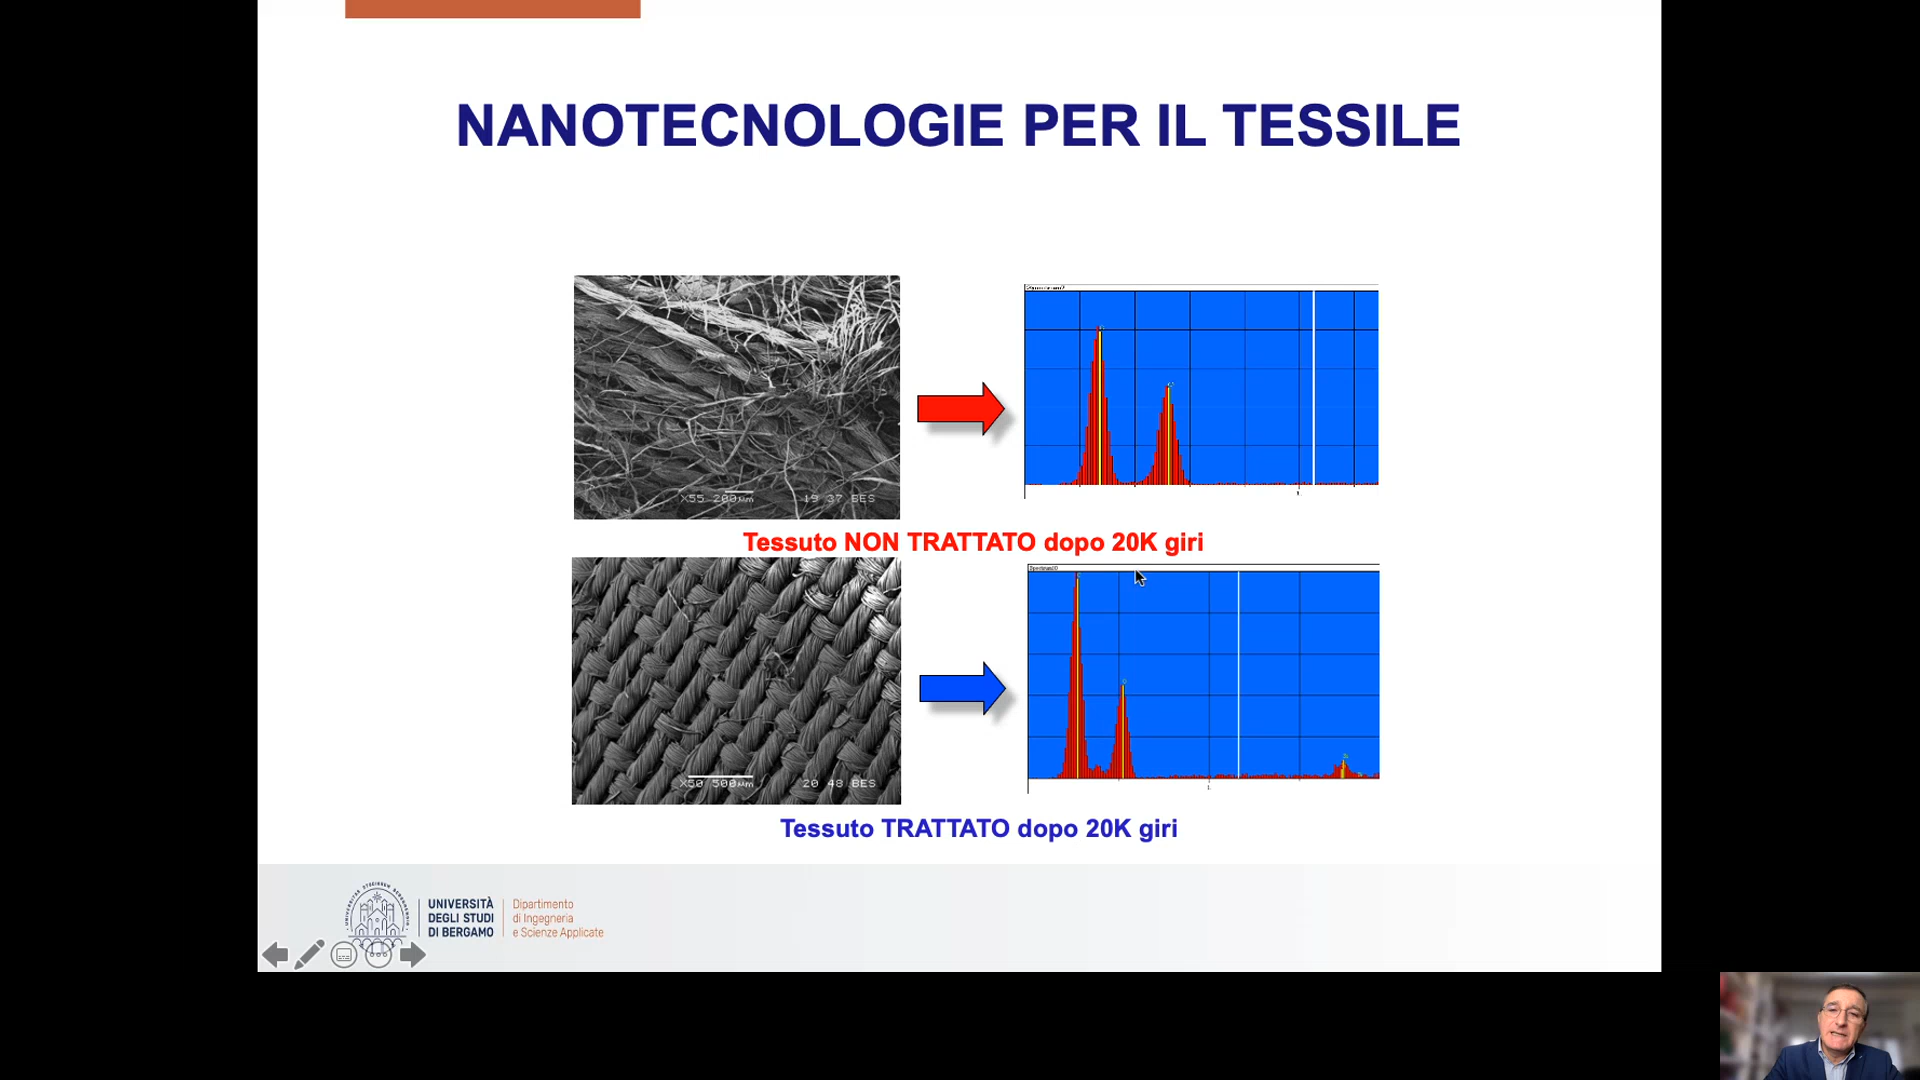 NANOTECNOLOGIE PER IL TESSILE
X55 200µm 19 37 BES
Tessuto NON TRATTATO dopo 20K giri
X50 500µm 20 48 BES
Tessuto TRATTATO dopo 20K giri
UNIVERSITÀ
DEGLI STUDI
DI BERGAMO
Dipartimento
di Ingegneria
e Scienze Applicate